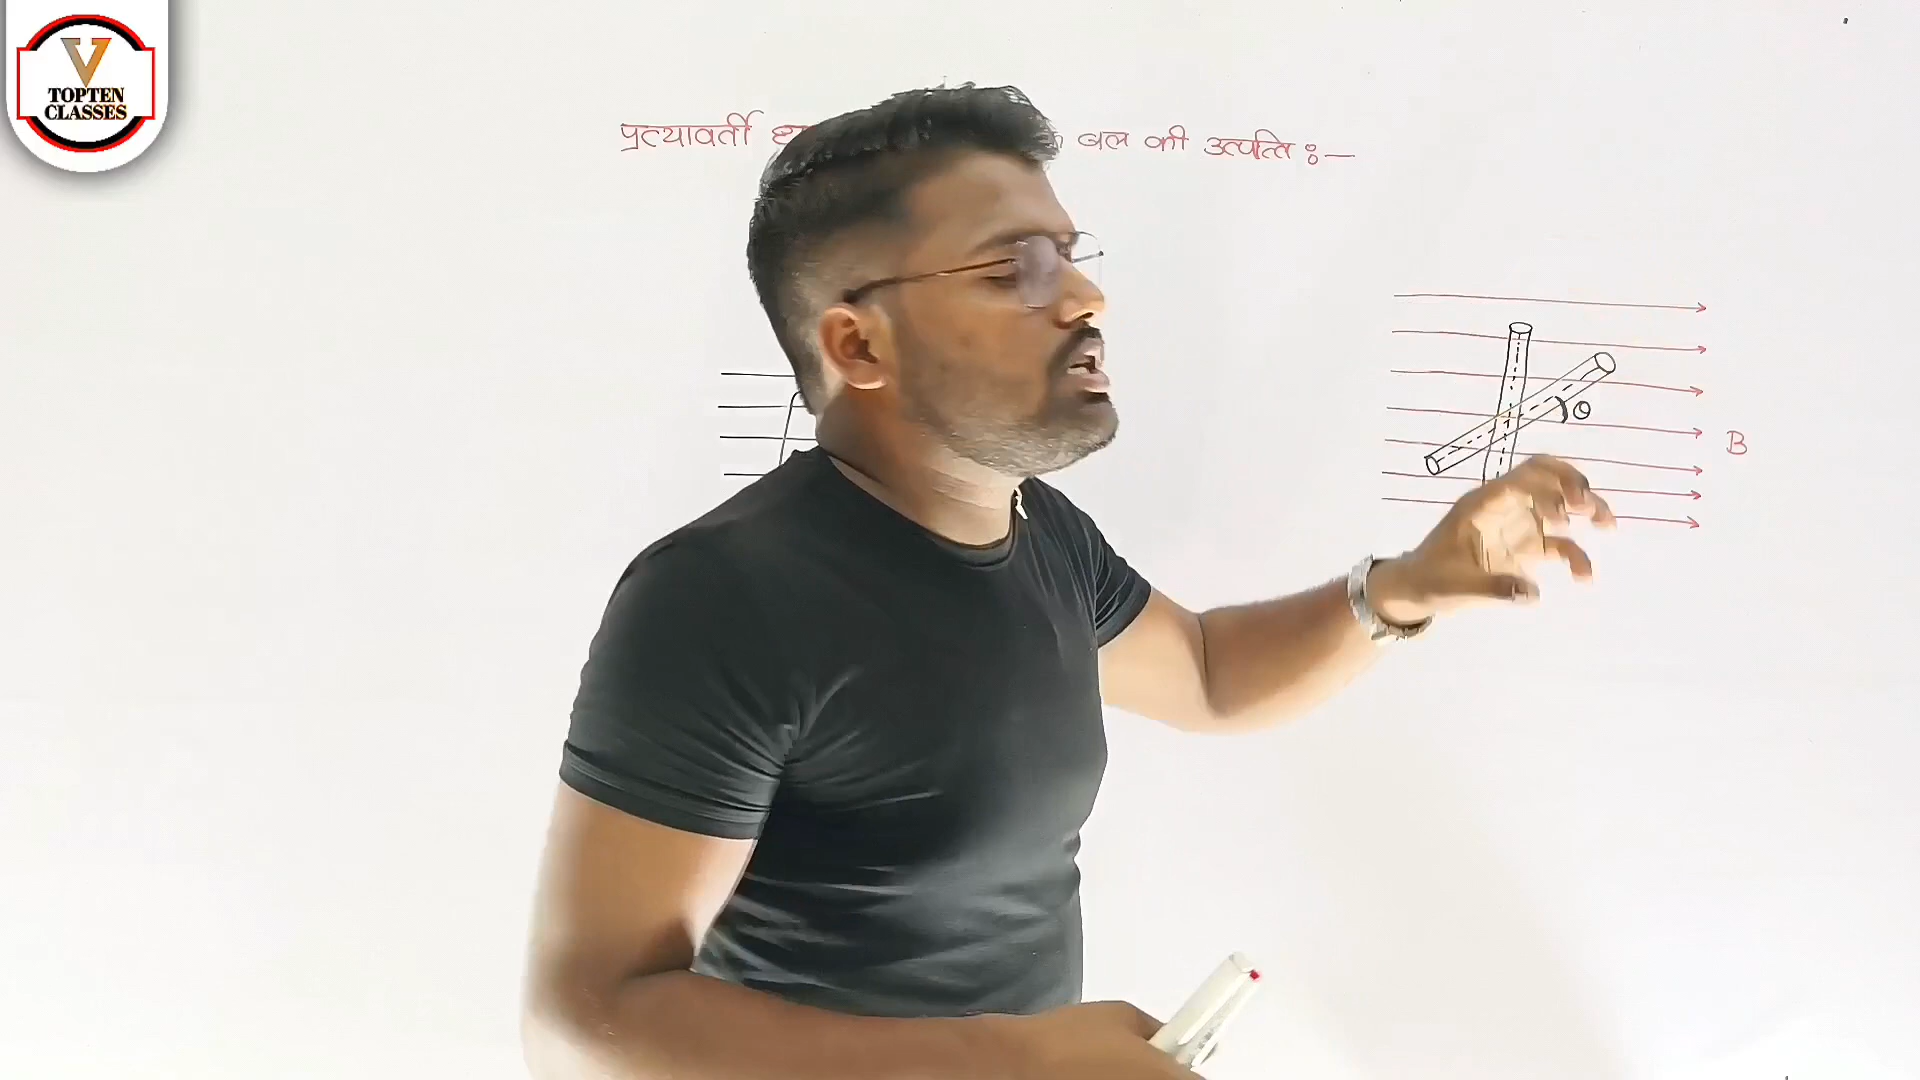 TOPTEN
CLASSES
प्रत्यावर्ती बल की उत्पत्ति :-
θ
B